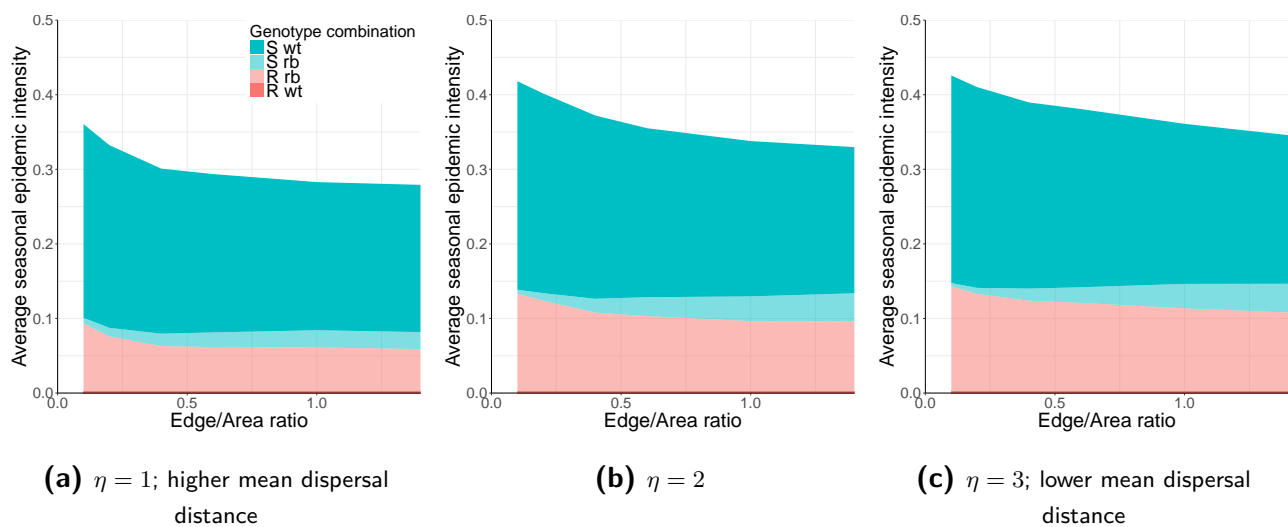 0.5
0.4
0.3
0.2
0.1
0.0
0.0
0.5
1.0
Average seasonal epidemic intensity
Edge/Area ratio
Genotype combination
S wt
S rb
R rb
R wt
(a) η = 1; higher mean dispersal
distance
0.5
0.4
0.3
0.2
0.1
0.0
0.0
0.5
1.0
Average seasonal epidemic intensity
Edge/Area ratio
(b) η = 2
0.5
0.4
0.3
0.2
0.1
0.0
0.0
0.5
1.0
Average seasonal epidemic intensity
Edge/Area ratio
(c) η = 3; lower mean dispersal
distance